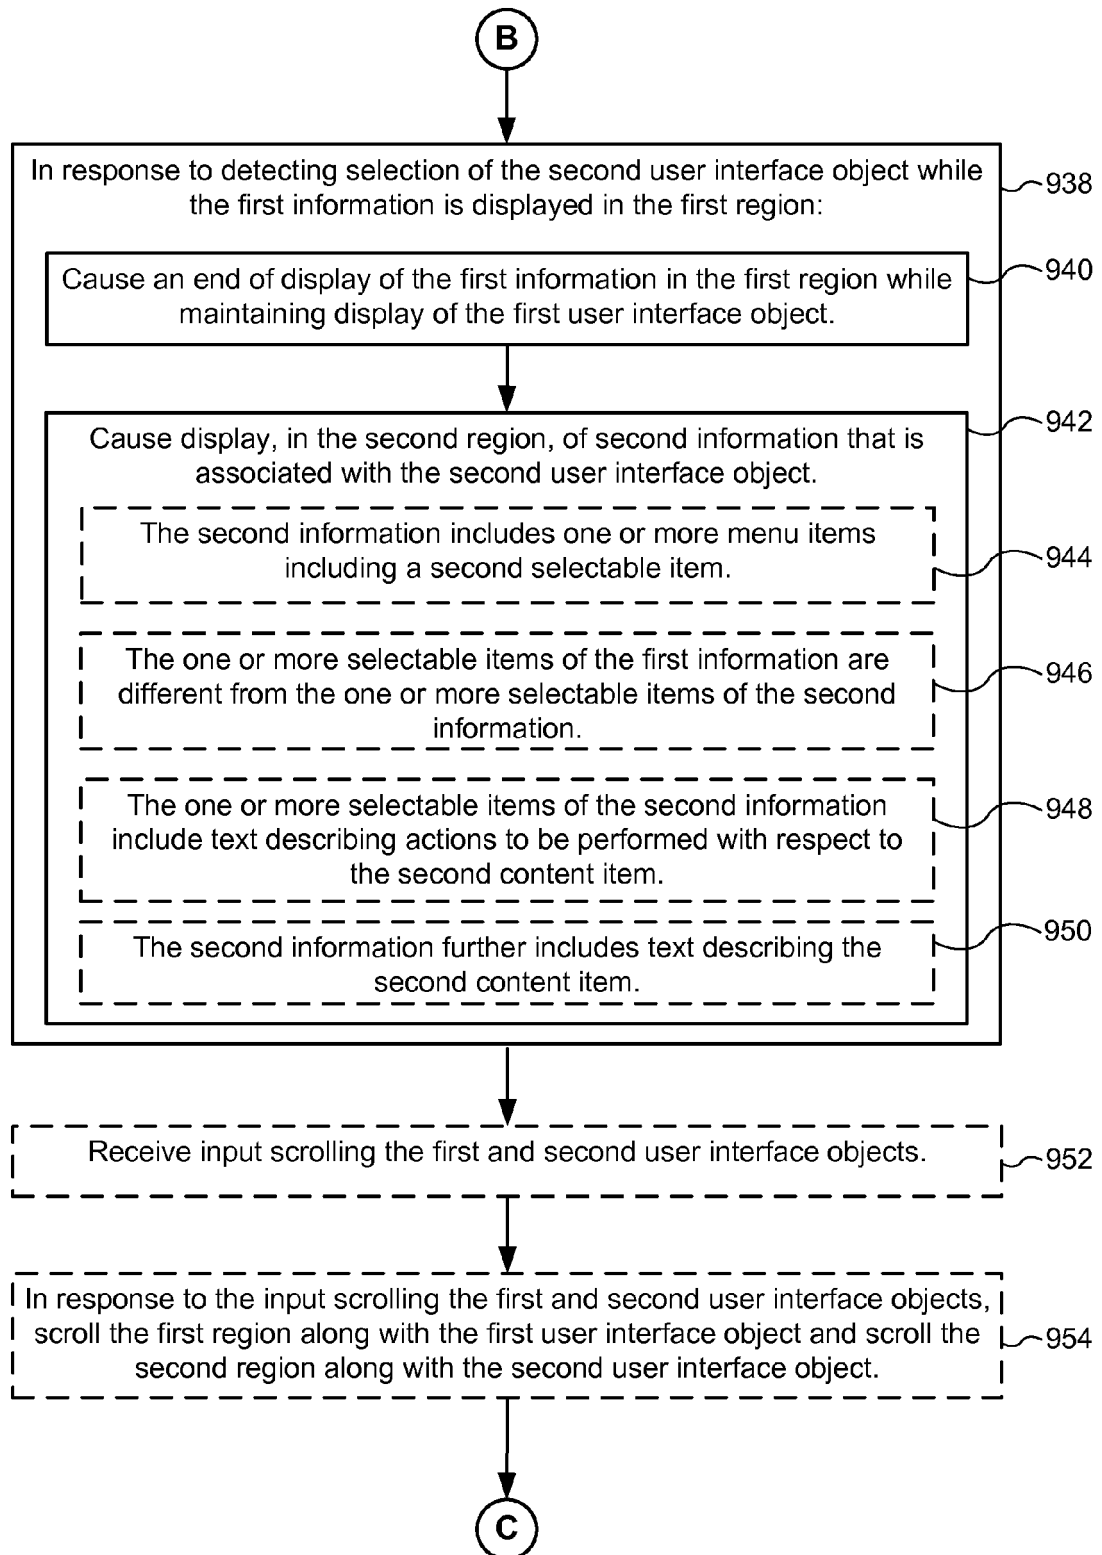 B
In response to detecting selection of the second user interface object while
the first information is displayed in the first region:
938
Cause an end of display of the first information in the first region while
maintaining display of the first user interface object.
940
Cause display, in the second region, of second information that is
associated with the second user interface object.
942
The second information includes one or more menu items
including a second selectable item.
944
The one or more selectable items of the first information are
different from the one or more selectable items of the second
information.
946
The one or more selectable items of the second information
include text describing actions to be performed with respect to
the second content item.
948
The second information further includes text describing the
second content item.
950
Receive input scrolling the first and second user interface objects.
952
In response to the input scrolling the first and second user interface objects,
scroll the first region along with the first user interface object and scroll the
second region along with the second user interface object.
954
C